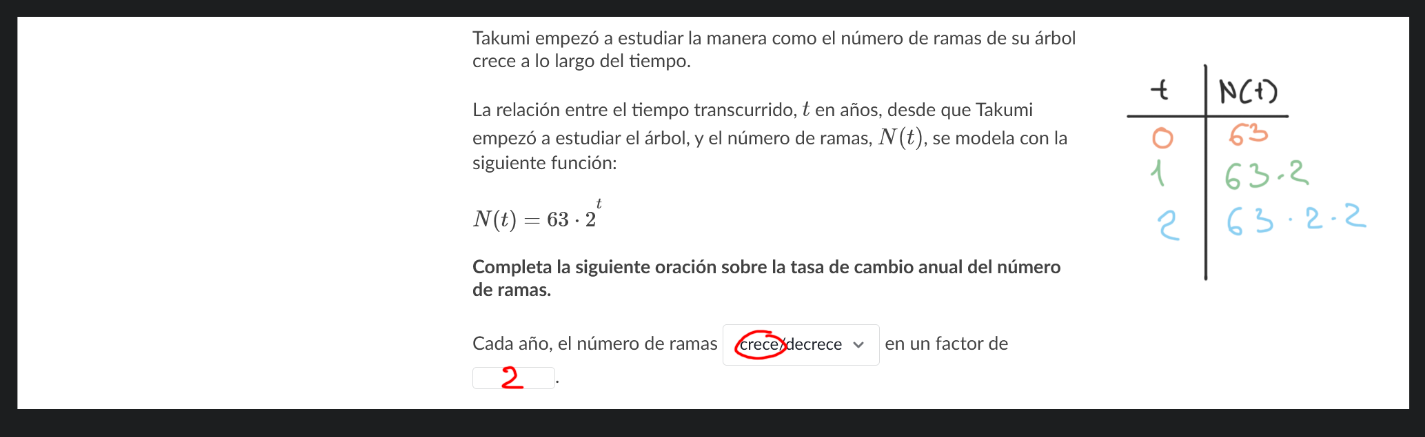 Takumi empezó a estudiar la manera como el número de ramas de su árbol
crece a lo largo del tiempo.
La relación entre el tiempo transcurrido, t en años, desde que Takumi
empezó a estudiar el árbol, y el número de ramas, N(t), se modela con la
siguiente función:
N(t) = 63 · 2^t
Completa la siguiente oración sobre la tasa de cambio anual del número
de ramas.
Cada año, el número de ramas crece/decrece en un factor de
2 .
t N(t)
0 63
1 63·2
2 63·2·2